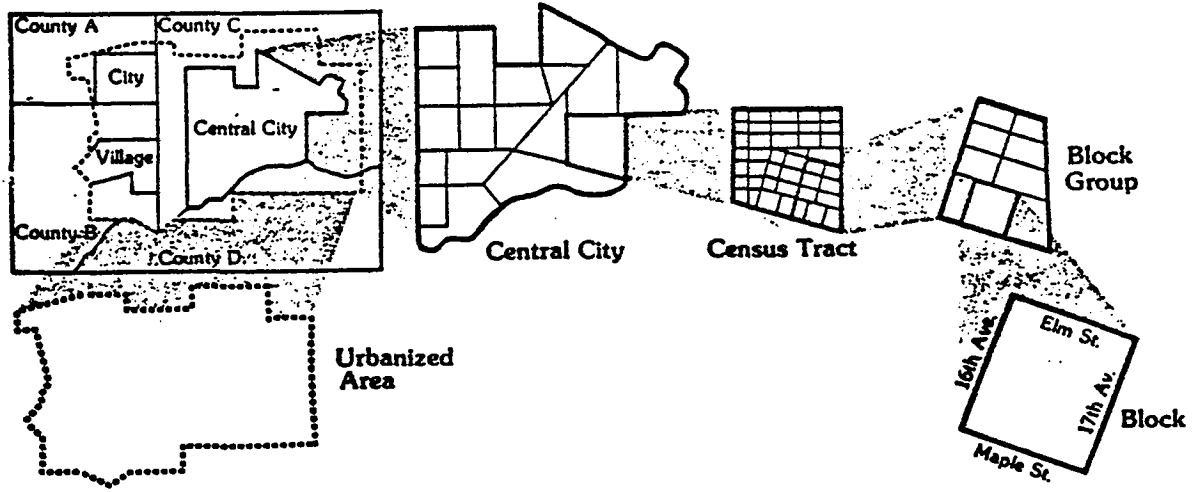 County A
County C
City
Central City
Village
County B
County D
Central City
Census Tract
Block
Group
Urbanized
Area
Elm St.
16th Ave.
17th Av.
Block
Maple St.